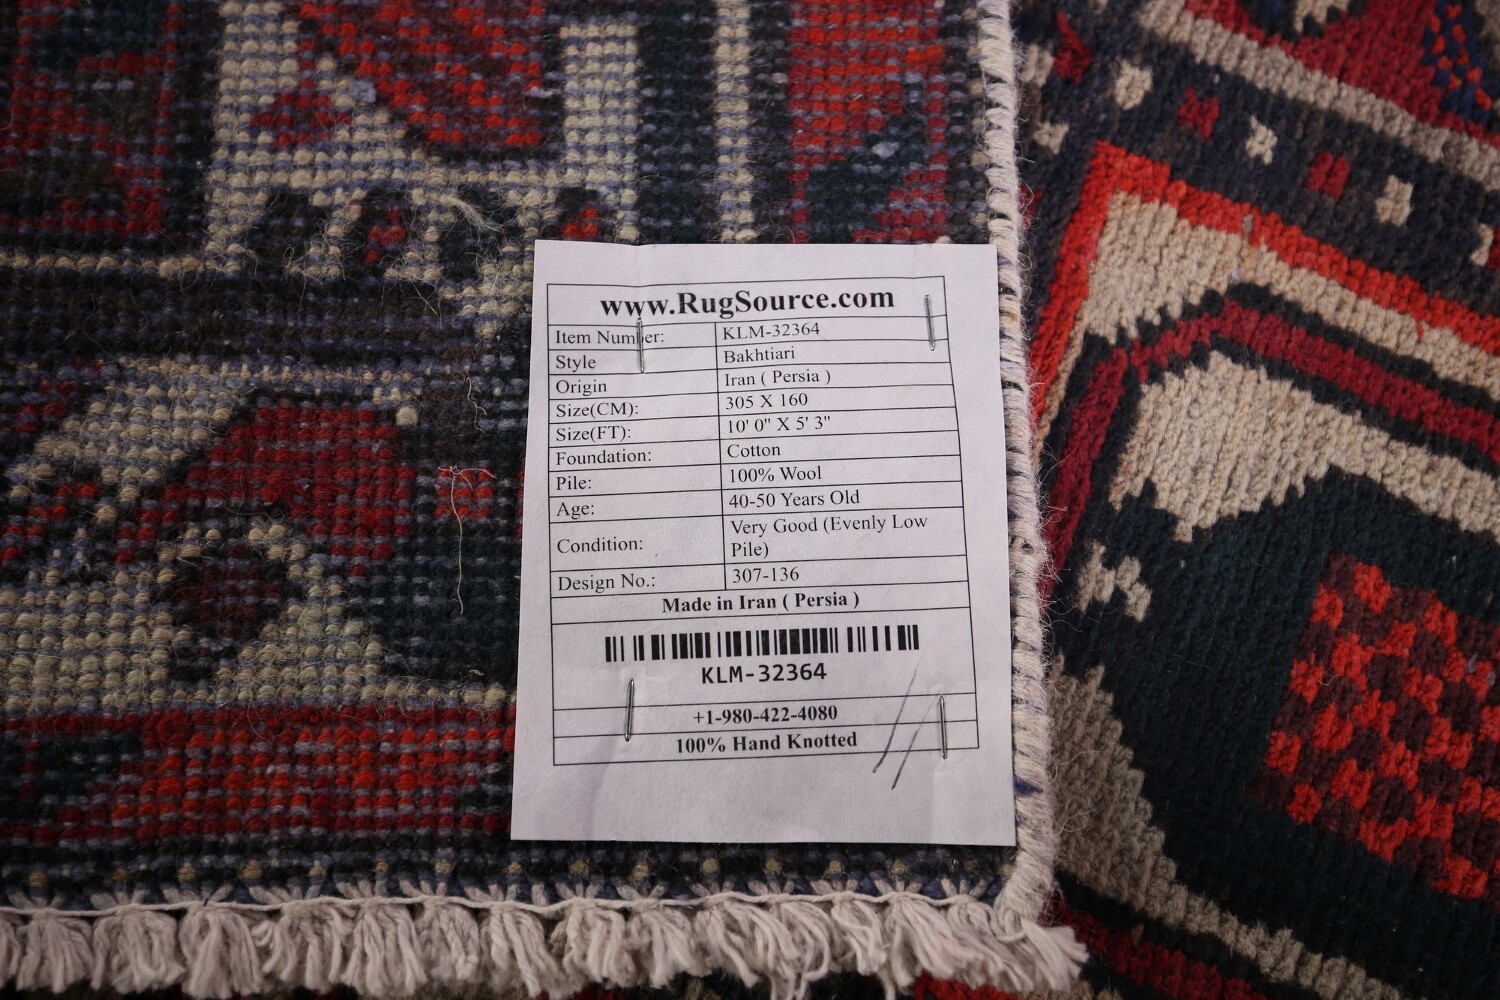 www.RugSource.com
Item Number: KLM-32364
Style Bakhtiari
Origin Iran ( Persia )
Size(CM): 305 X 160
Size(FT): 10' 0" X 5' 3"
Foundation: Cotton
Pile: 100% Wool
Age: 40-50 Years Old
Condition: Very Good (Evenly Low
Pile)
Design No.: 307-136
Made in Iran ( Persia )
KLM-32364
+1-980-422-4080
100% Hand Knotted